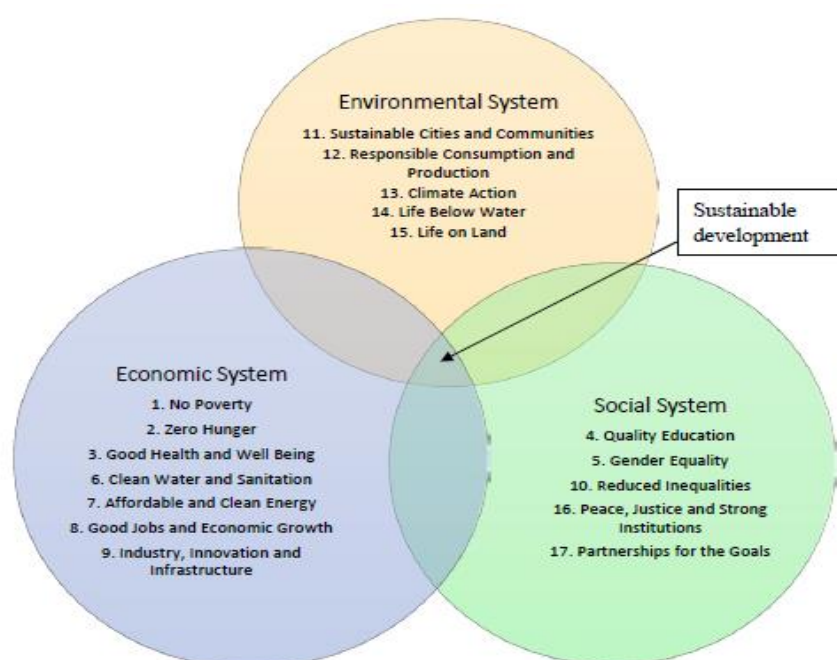 Environmental System
11. Sustainable Cities and Communities
12. Responsible Consumption and
Production
13. Climate Action
14. Life Below Water
15. Life on Land
Sustainable
development
Economic System
1. No Poverty
2. Zero Hunger
3. Good Health and Well Being
6. Clean Water and Sanitation
7. Affordable and Clean Energy
8. Good Jobs and Economic Growth
9. Industry, Innovation and
Infrastructure
Social System
4. Quality Education
5. Gender Equality
10. Reduced Inequalities
16. Peace, Justice and Strong
Institutions
17. Partnerships for the Goals